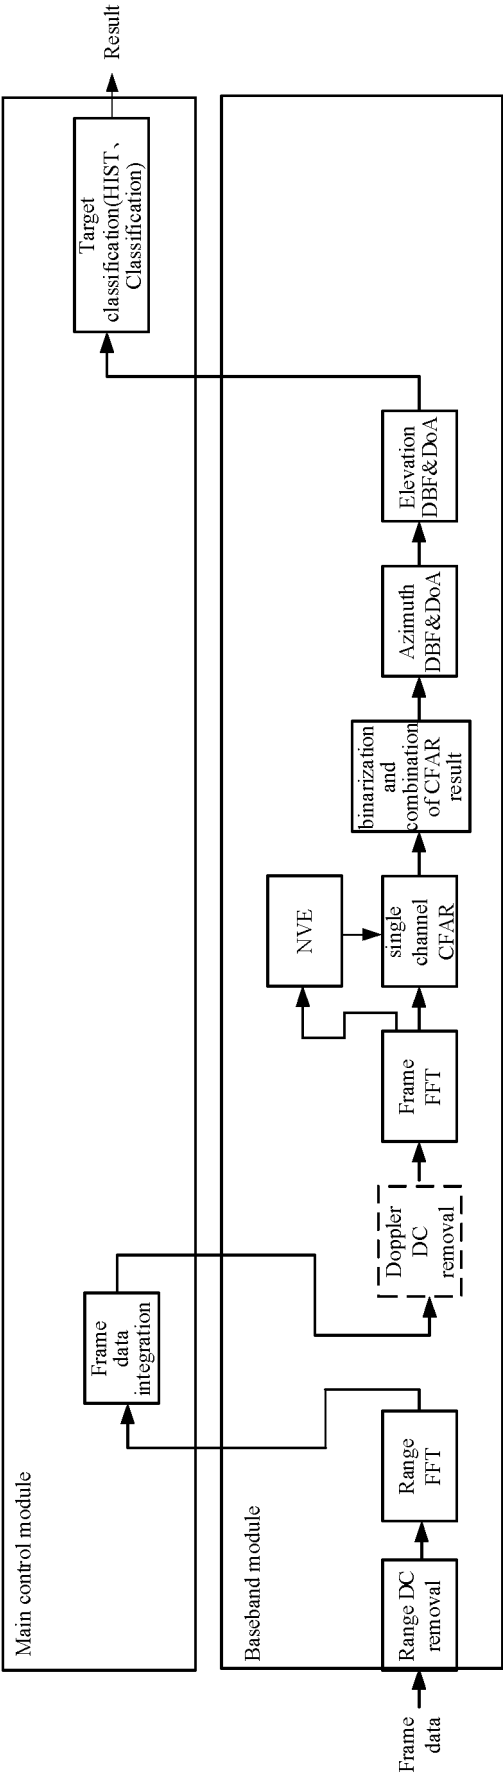 Main control module
Frame
data
integration
Target
classification(HIST、
Classification)
Result
Baseband module
Frame
data
Range DC
removal
Range
FFT
Doppler
DC
removal
Frame
FFT
NVE
single
channel
CFAR
binarization
and
combination
of CFAR
result
Azimuth
DBF&DoA
Elevation
DBF&DoA